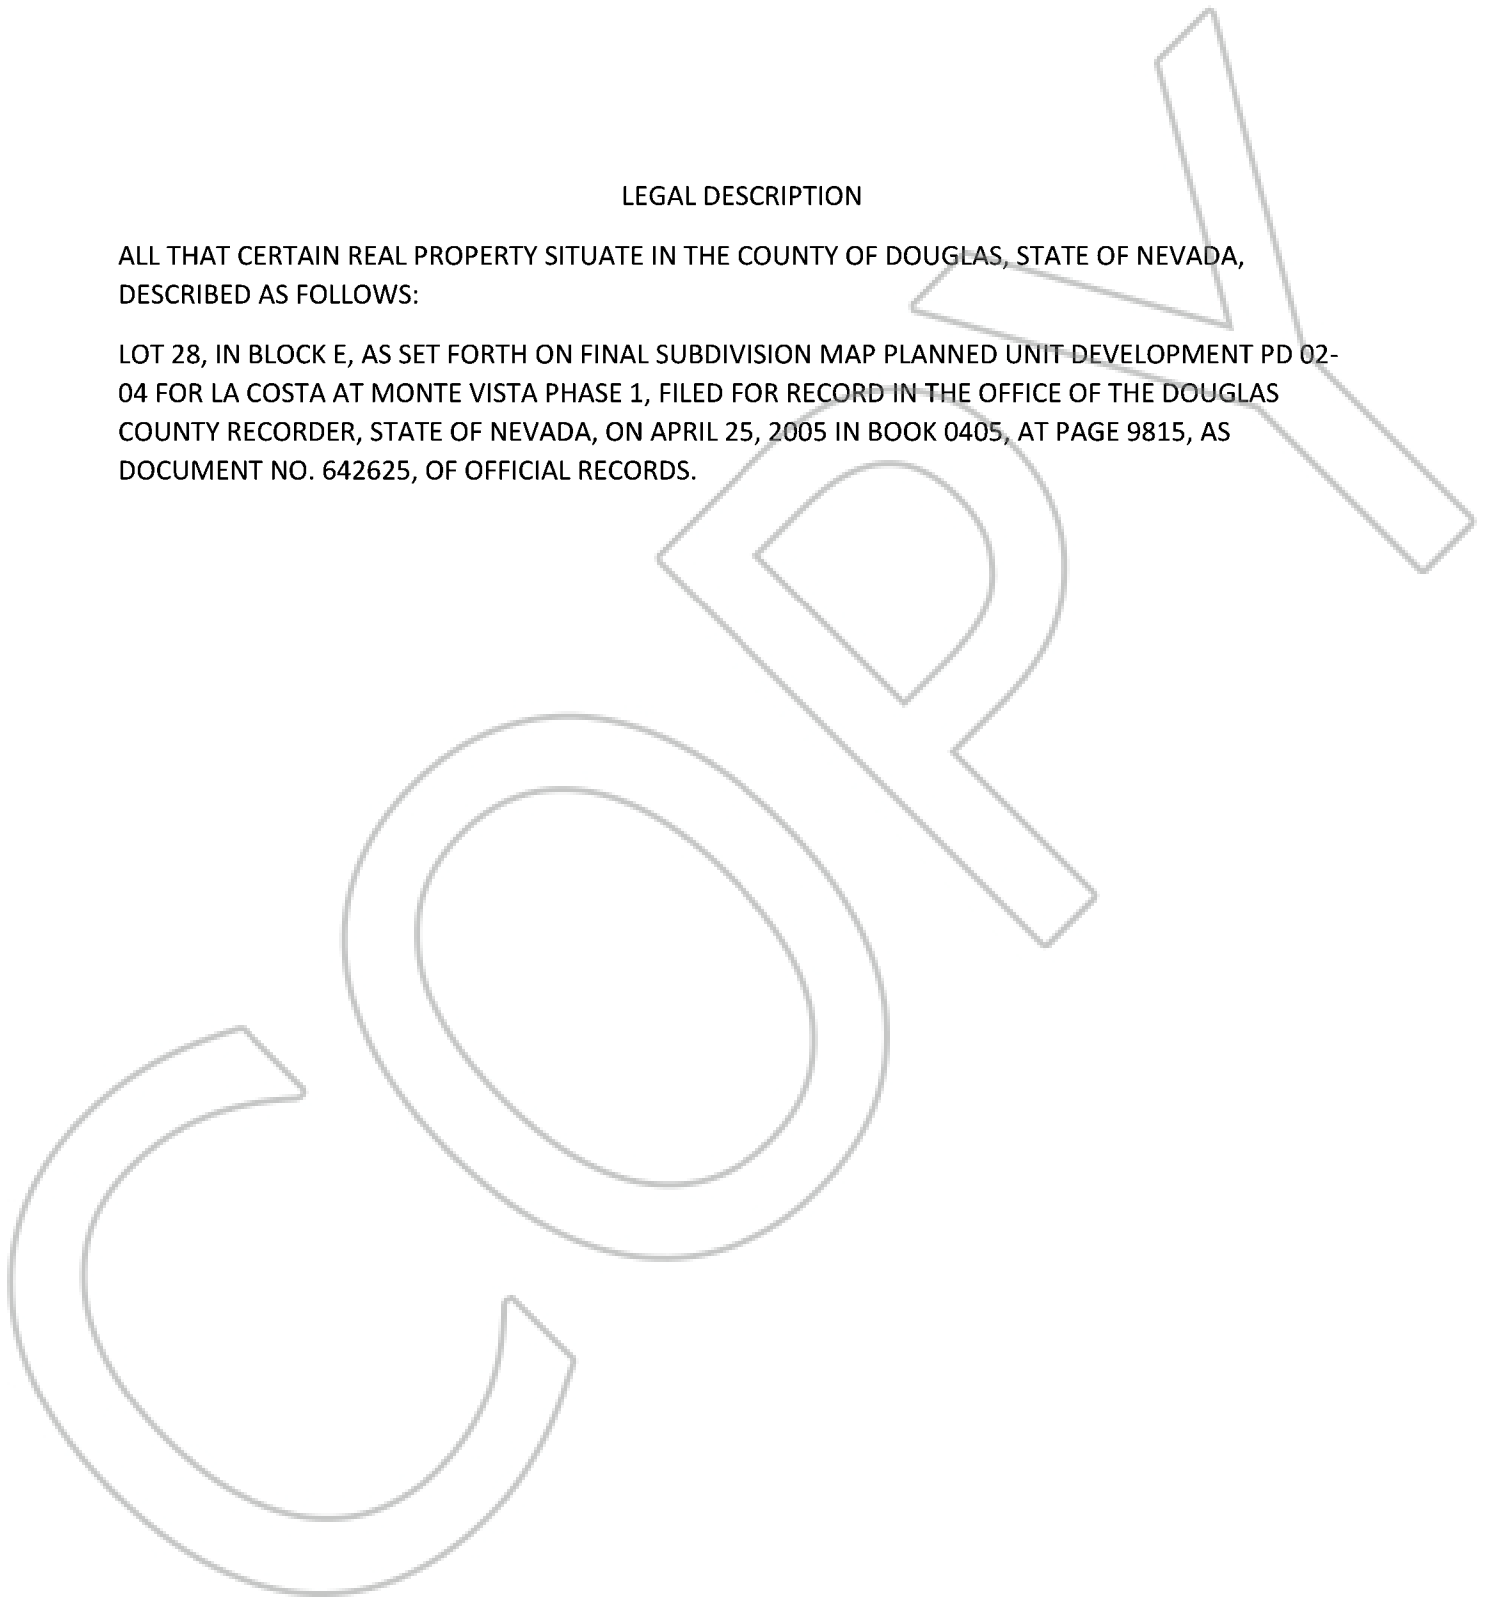 LEGAL DESCRIPTION
ALL THAT CERTAIN REAL PROPERTY SITUATE IN THE COUNTY OF DOUGLAS, STATE OF NEVADA,
DESCRIBED AS FOLLOWS:
LOT 28, IN BLOCK E, AS SET FORTH ON FINAL SUBDIVISION MAP PLANNED UNIT DEVELOPMENT PD 02-
04 FOR LA COSTA AT MONTE VISTA PHASE 1, FILED FOR RECORD IN THE OFFICE OF THE DOUGLAS
COUNTY RECORDER, STATE OF NEVADA, ON APRIL 25, 2005 IN BOOK 0405, AT PAGE 9815, AS
DOCUMENT NO. 642625, OF OFFICIAL RECORDS.
COPY